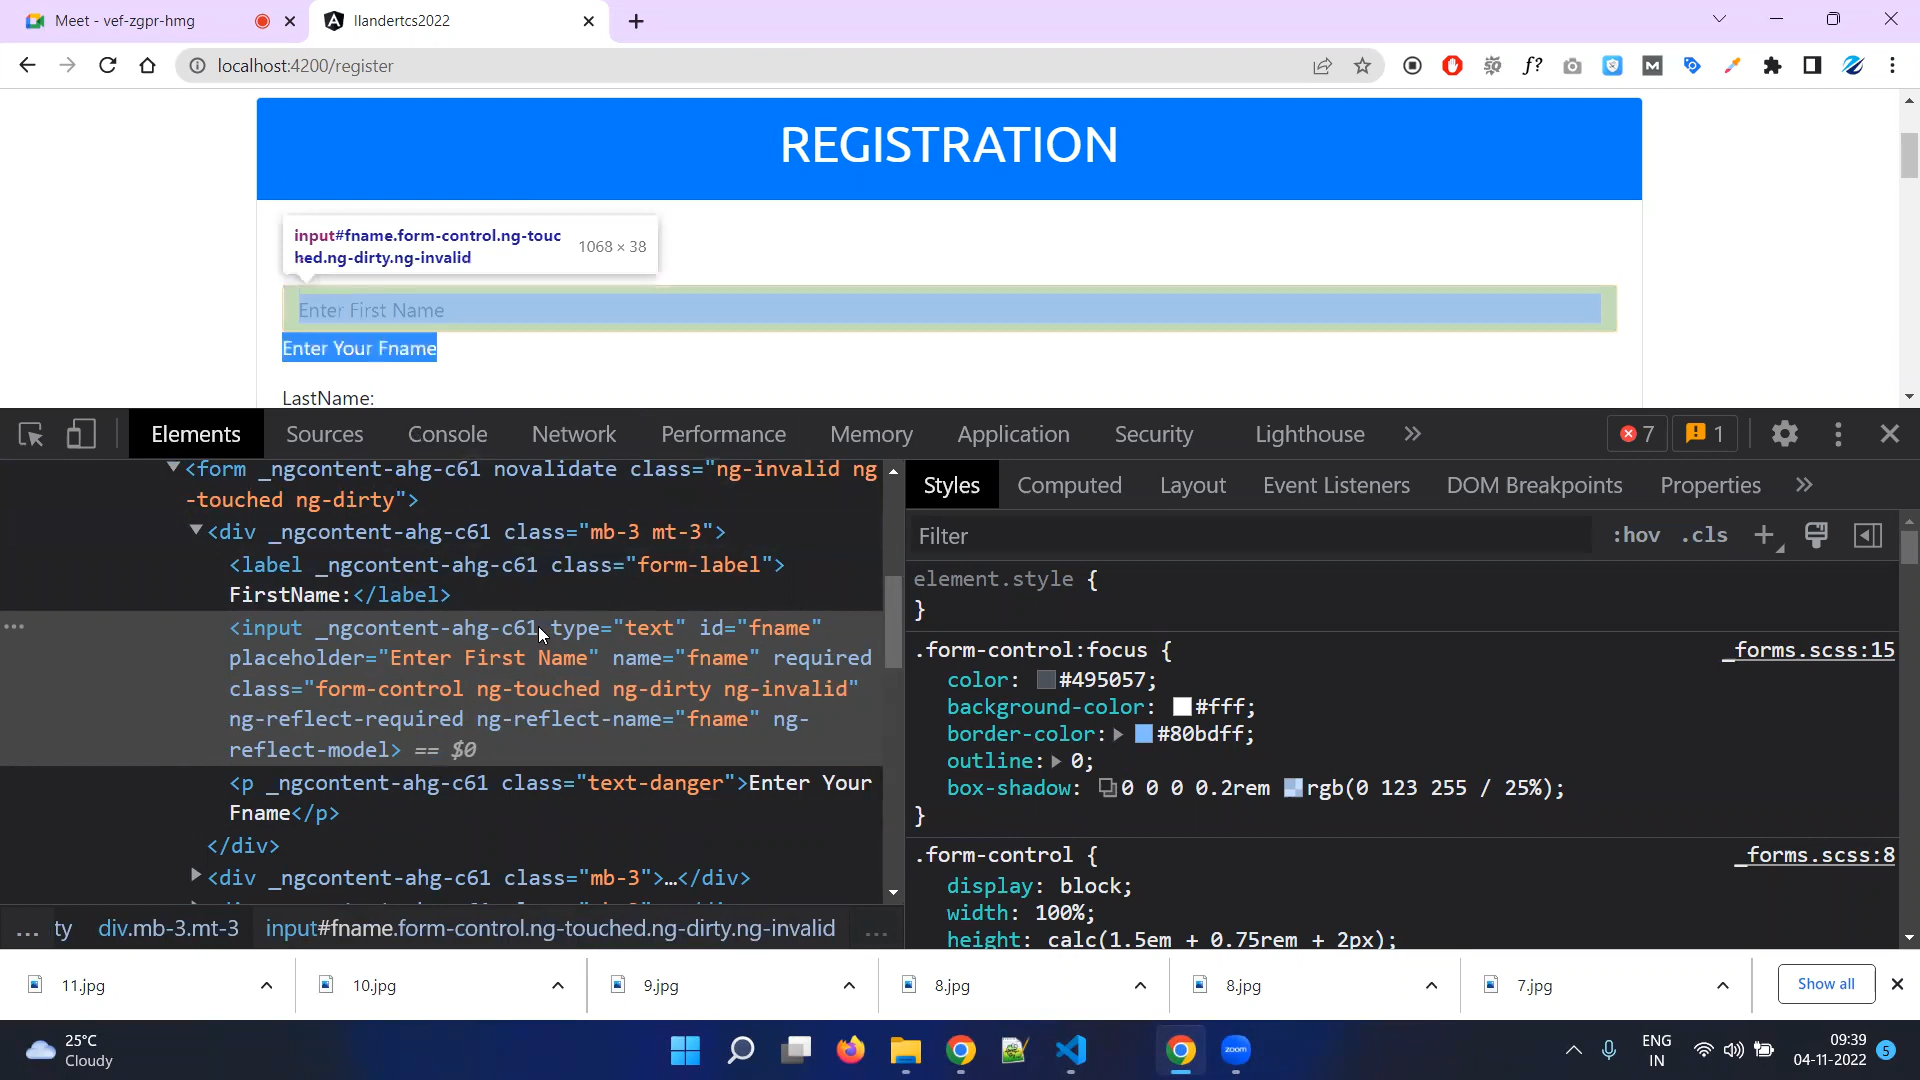 Meet - vef-zgpr-hmg
llandertcs2022
localhost:4200/register
REGISTRATION
input#fname.form-control.ng-touc
hed.ng-dirty.ng-invalid
1068 × 38
Enter First Name
Enter Your Fname
LastName:
Elements
Sources
Console
Network
Performance
Memory
Application
Security
Lighthouse
7
1
<form _ngcontent-ahg-c61 novalidate class="ng-invalid ng
-touched ng-dirty">
<div _ngcontent-ahg-c61 class="mb-3 mt-3">
<label _ngcontent-ahg-c61 class="form-label">
FirstName:</label>
<input _ngcontent-ahg-c61 type="text" id="fname"
placeholder="Enter First Name" name="fname" required
class="form-control ng-touched ng-dirty ng-invalid"
ng-reflect-required ng-reflect-name="fname" ng-
reflect-model> == $0
<p _ngcontent-ahg-c61 class="text-danger">Enter Your
Fname</p>
</div>
<div _ngcontent-ahg-c61 class="mb-3">…</div>
... ty div.mb-3.mt-3 input#fname.form-control.ng-touched.ng-dirty.ng-invalid ...
Styles
Computed
Layout
Event Listeners
DOM Breakpoints
Properties
Filter
:hov .cls
element.style {
}
.form-control:focus {
_forms.scss:15
color: #495057;
background-color: #fff;
border-color: #80bdff;
outline: 0;
box-shadow: 0 0 0 0.2rem rgb(0 123 255 / 25%);
}
.form-control {
_forms.scss:8
display: block;
width: 100%;
height: calc(1.5em + 0.75rem + 2px);
11.jpg
10.jpg
9.jpg
8.jpg
8.jpg
7.jpg
Show all
25°C
Cloudy
zoom
ENG
IN
09:39
04-11-2022
5